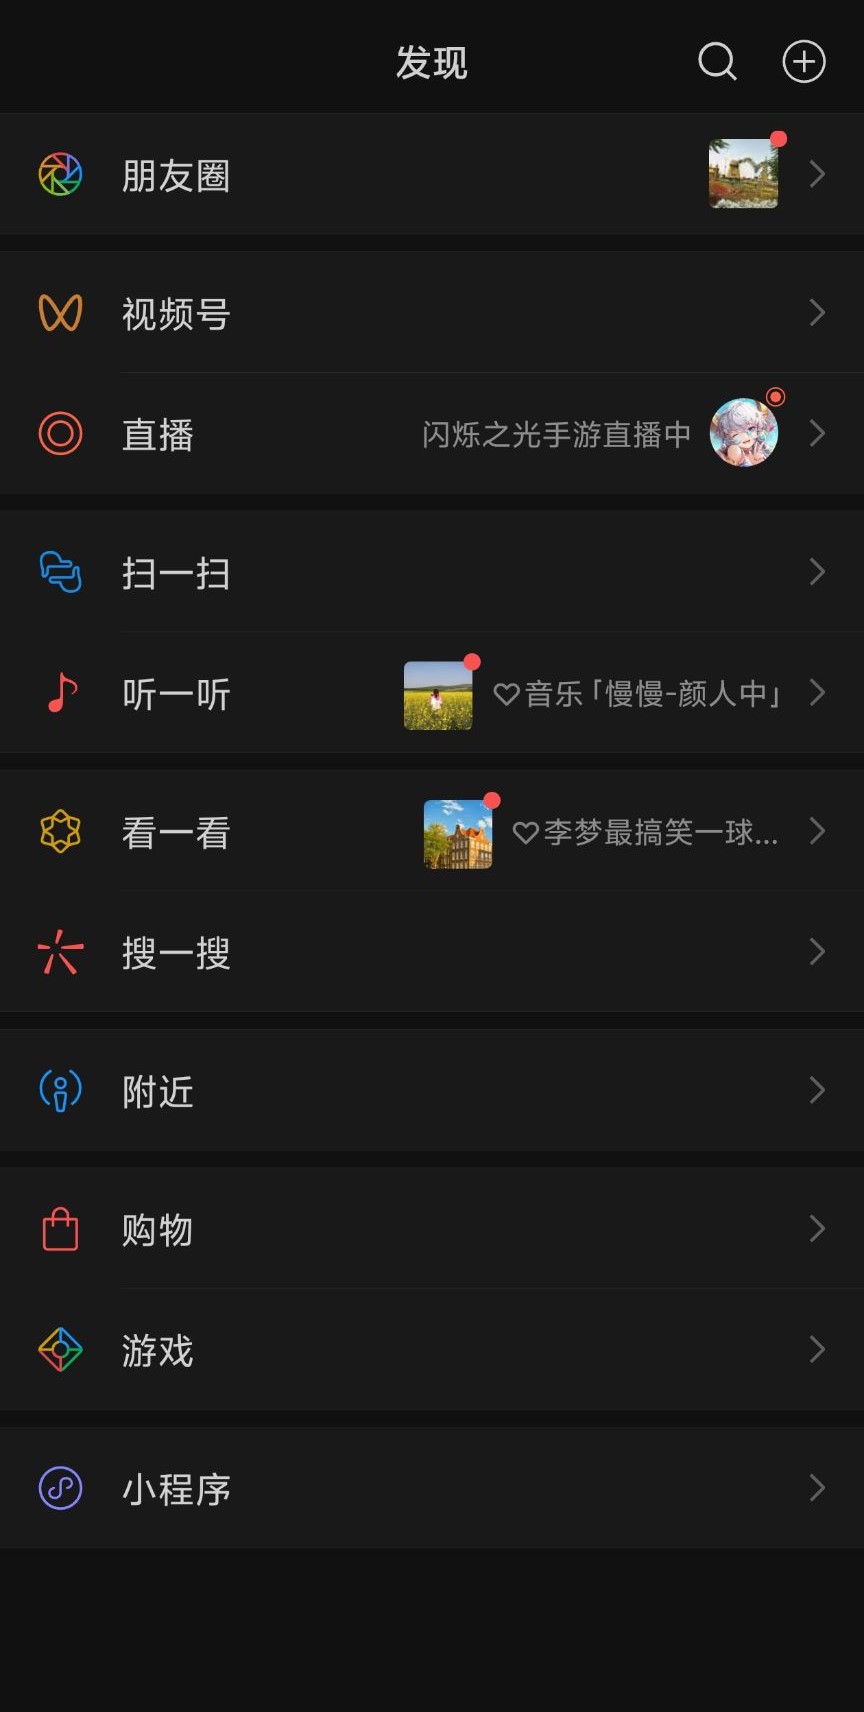 发现
朋友圈
视频号
直播 闪烁之光手游直播中
扫一扫
听一听 音乐「慢慢-颜人中」
看一看 李梦最搞笑一球...
搜一搜
附近
购物
游戏
小程序